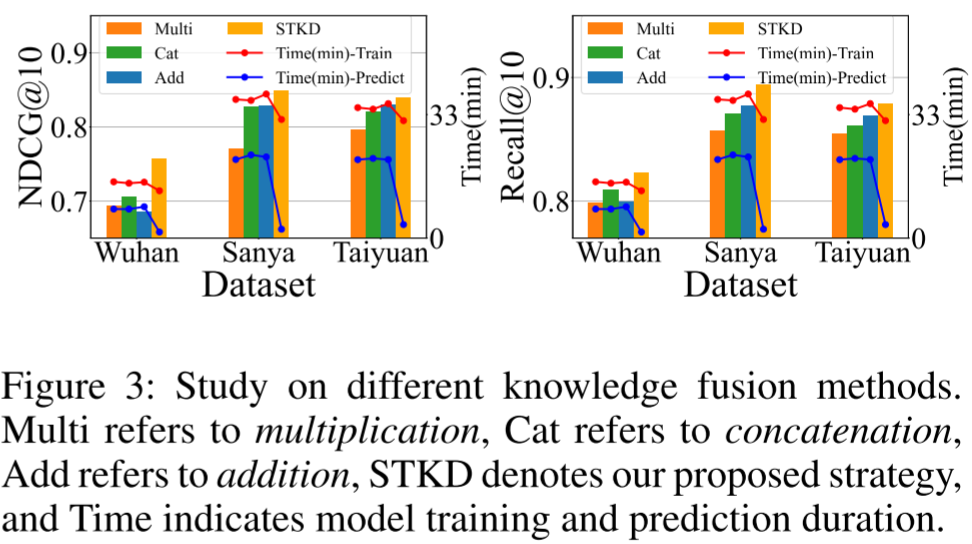 Multi
Cat
Add
STKD
Time(min)-Train
Time(min)-Predict
NDCG@10
0.9
0.8
0.7
33
0
Time(min)
Wuhan Sanya Taiyuan
Dataset
Multi
Cat
Add
STKD
Time(min)-Train
Time(min)-Predict
Recall@10
0.9
0.8
33
0
Time(min)
Wuhan Sanya Taiyuan
Dataset
Figure 3: Study on different knowledge fusion methods.
Multi refers to multiplication, Cat refers to concatenation,
Add refers to addition, STKD denotes our proposed strategy,
and Time indicates model training and prediction duration.